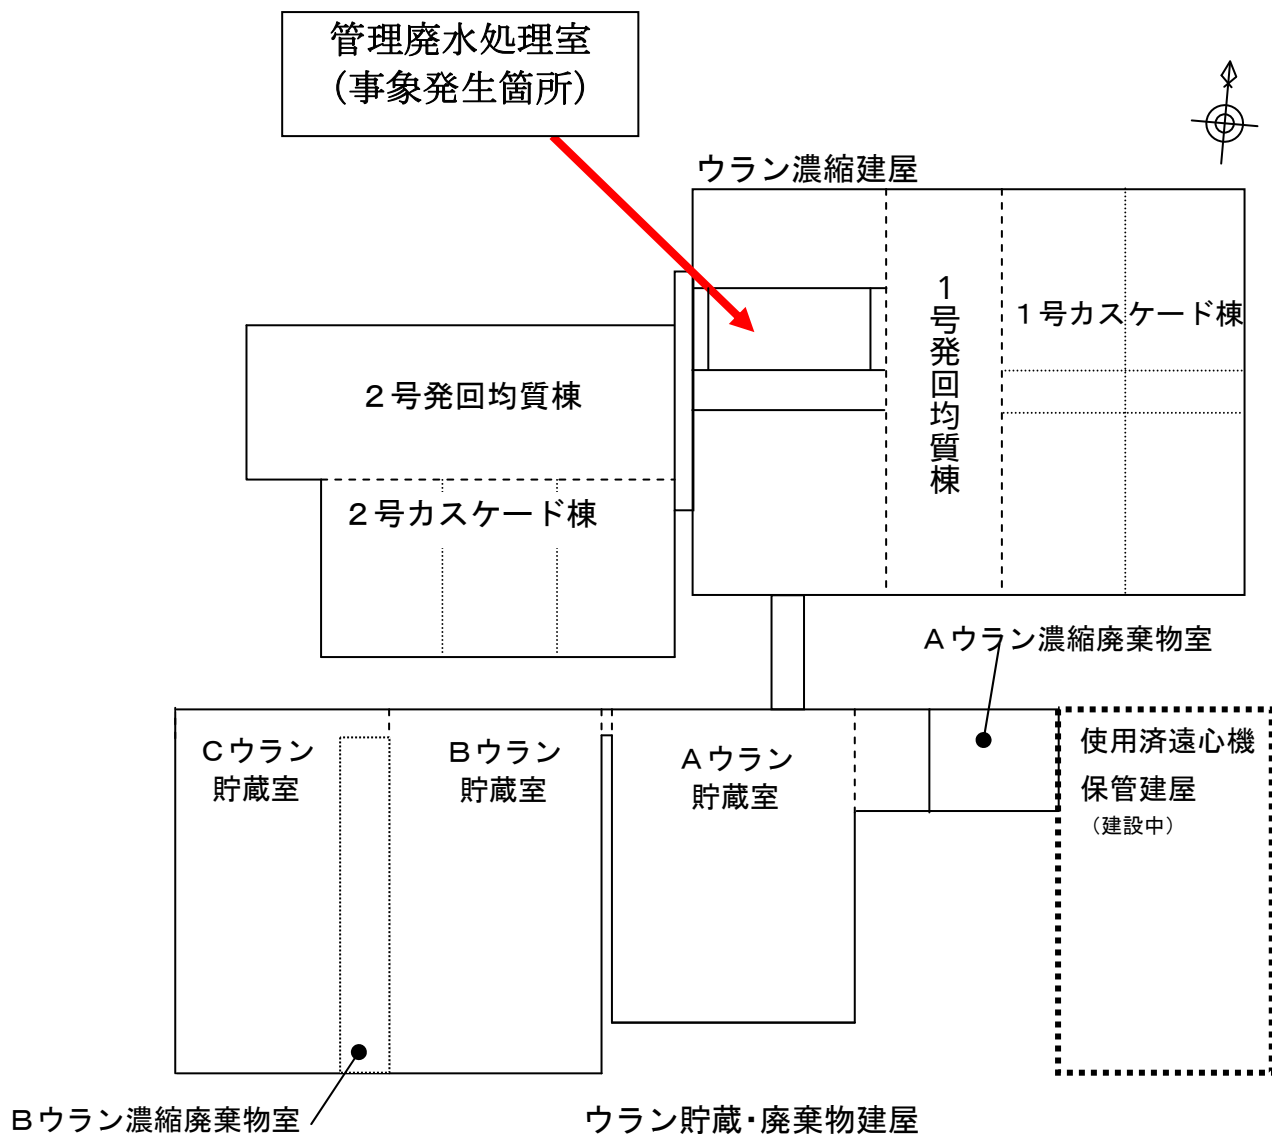 管理廃水処理室
（事象発生箇所）
ウラン濃縮建屋
１号発回均質棟
１号カスケード棟
２号発回均質棟
２号カスケード棟
Ａウラン濃縮廃棄物室
Ｃウラン
貯蔵室
Ｂウラン
貯蔵室
Ａウラン
貯蔵室
使用済遠心機
保管建屋
（建設中）
Ｂウラン濃縮廃棄物室
ウラン貯蔵・廃棄物建屋